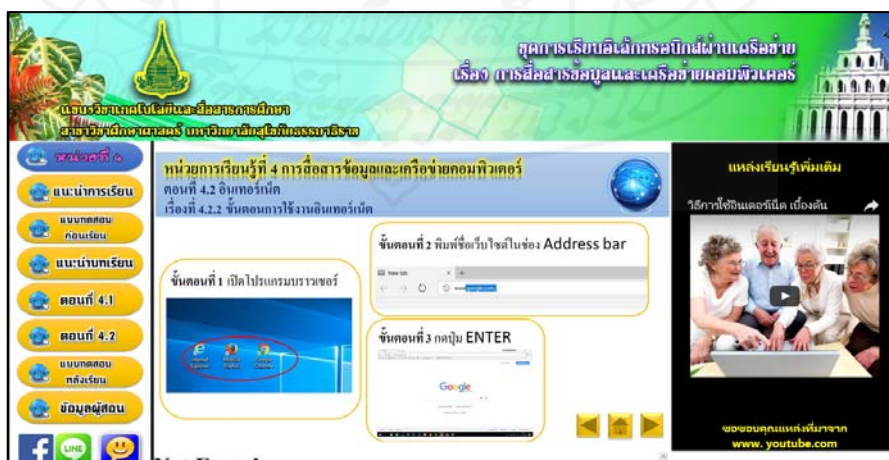 ชุดการเรียนอิเล็กทรอนิกส์ผ่านเครือข่าย
เรื่อง การสื่อสารข้อมูลและเครือข่ายคอมพิวเตอร์
แขนงวิชาเทคโนโลยีและสื่อสารการศึกษา
สาขาวิชาศึกษาศาสตร์ มหาวิทยาลัยสุโขทัยธรรมาธิราช
หน่วยที่ 4
แนะนำการเรียน
แบบทดสอบ
ก่อนเรียน
แนะนำบทเรียน
ตอนที่ 4.1
ตอนที่ 4.2
แบบทดสอบ
หลังเรียน
ข้อมูลผู้สอน
LINE
หน่วยการเรียนรู้ที่ 4 การสื่อสารข้อมูลและเครือข่ายคอมพิวเตอร์
ตอนที่ 4.2 อินเทอร์เน็ต
เรื่องที่ 4.2.2 ขั้นตอนการใช้งานอินเทอร์เน็ต
ขั้นตอนที่ 1 เปิดโปรแกรมบราวเซอร์
ขั้นตอนที่ 2 พิมพ์ชื่อเว็บไซต์ในช่อง Address bar
New tab
www.google.com
ขั้นตอนที่ 3 กดปุ่ม ENTER
Google
แหล่งเรียนรู้เพิ่มเติม
วิธีการใช้อินเตอร์เน็ต เบื้องต้น
ขอขอบคุณแหล่งที่มาจาก
www. youtube.com